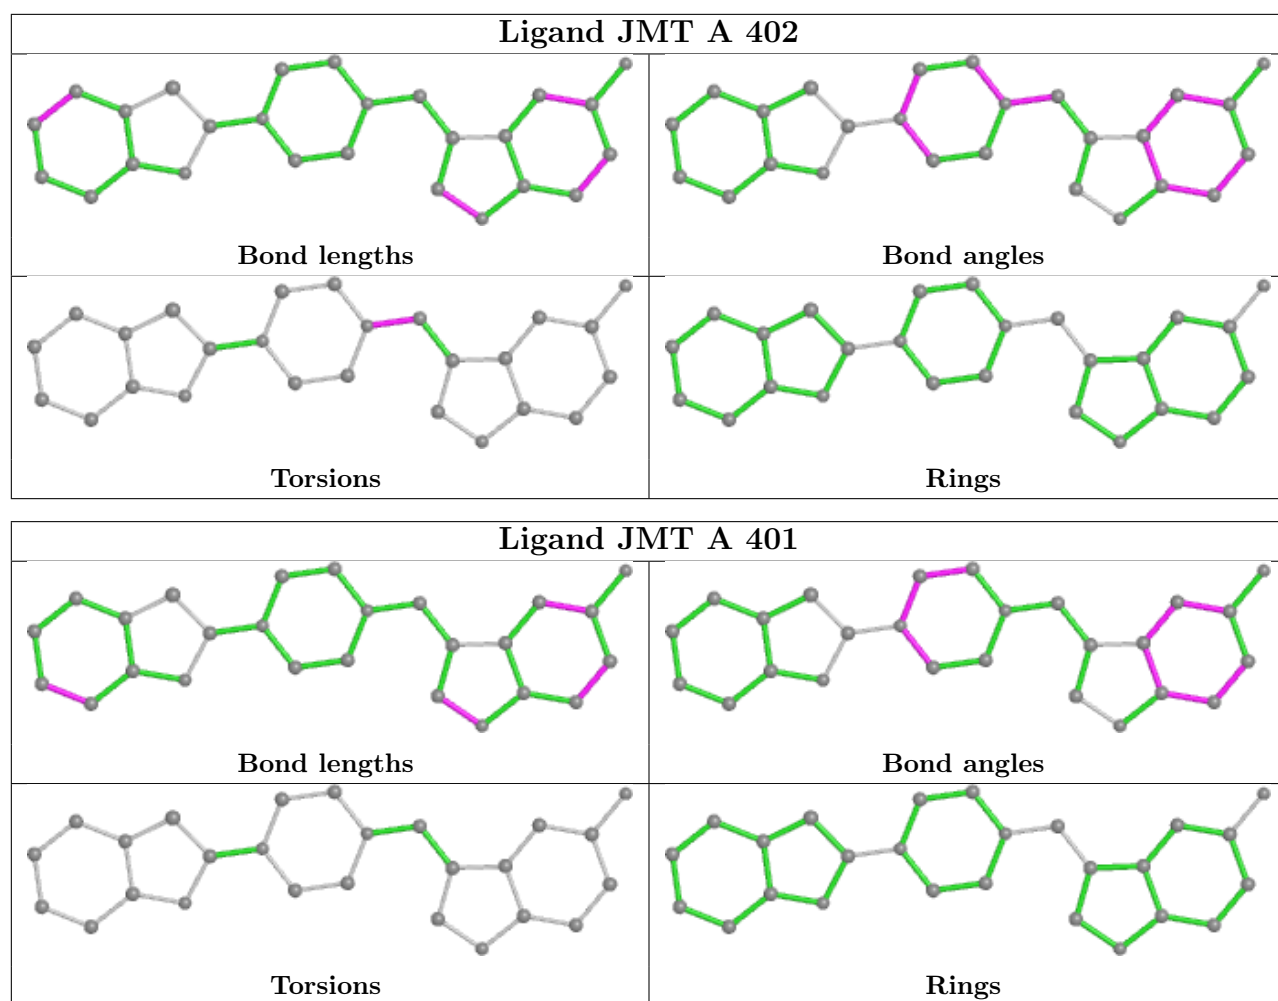 Ligand JMT A 402
Bond lengths
Bond angles
Torsions
Rings
Ligand JMT A 401
Bond lengths
Bond angles
Torsions
Rings